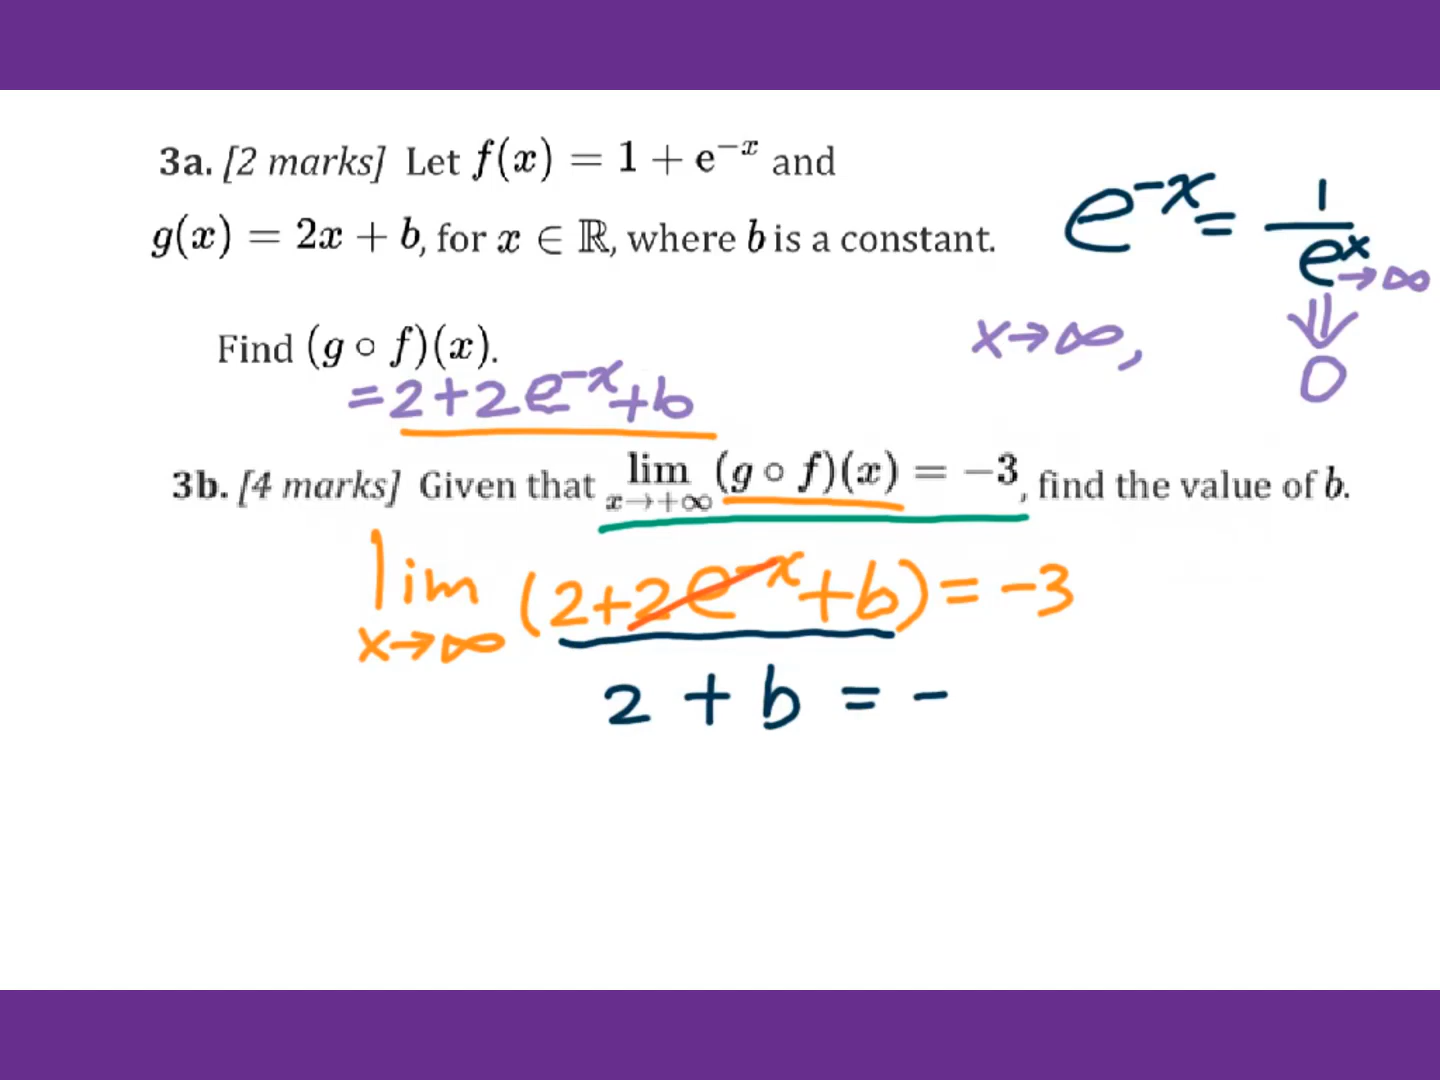 3a. [2 marks] Let f(x) = 1 + e^{-x} and
g(x) = 2x + b, for x ∈ ℝ, where b is a constant.
e^{-x} = 1/e^x → ∞
x→∞, ⇓ 0
Find (g ∘ f)(x).
= 2+2e^{-x}+b
3b. [4 marks] Given that lim_{x→+∞} (g ∘ f)(x) = −3, find the value of b.
lim_{x→∞} (2+2e^{-x}+b) = -3
2 + b = -